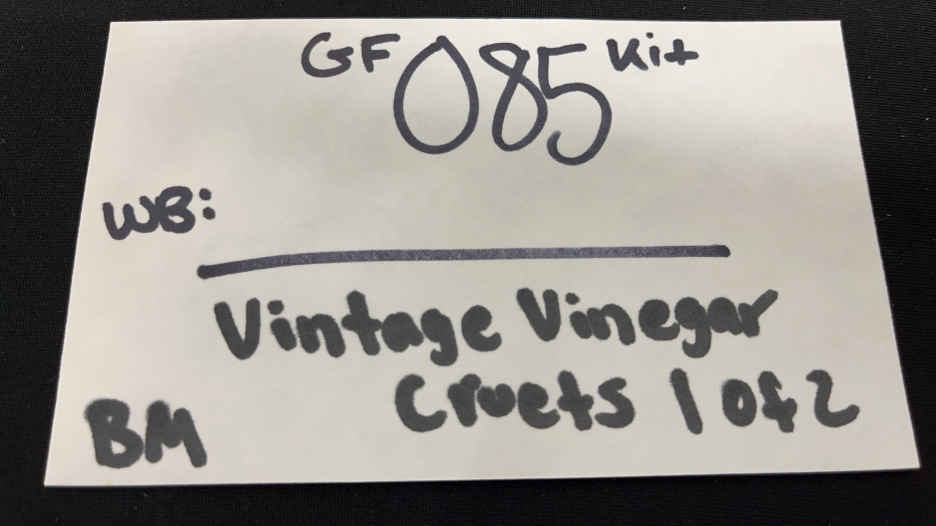 GF 085 Kit
WB:
Vintage Vinegar
BM Cruets 1 of 2